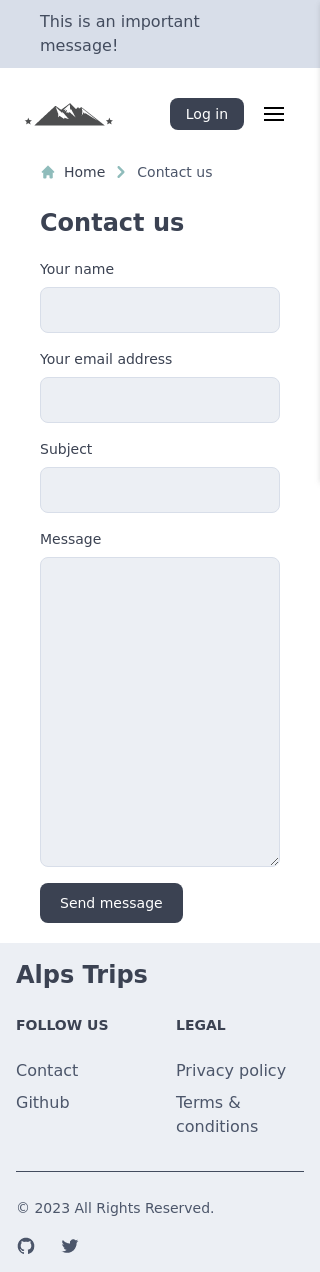 This is an important
message!
Log in
Home
Contact us
Contact us
Your name
Your email address
Subject
Message
Send message
Alps Trips
FOLLOW US
LEGAL
Contact
Privacy policy
Github
Terms &
conditions
© 2023 All Rights Reserved.